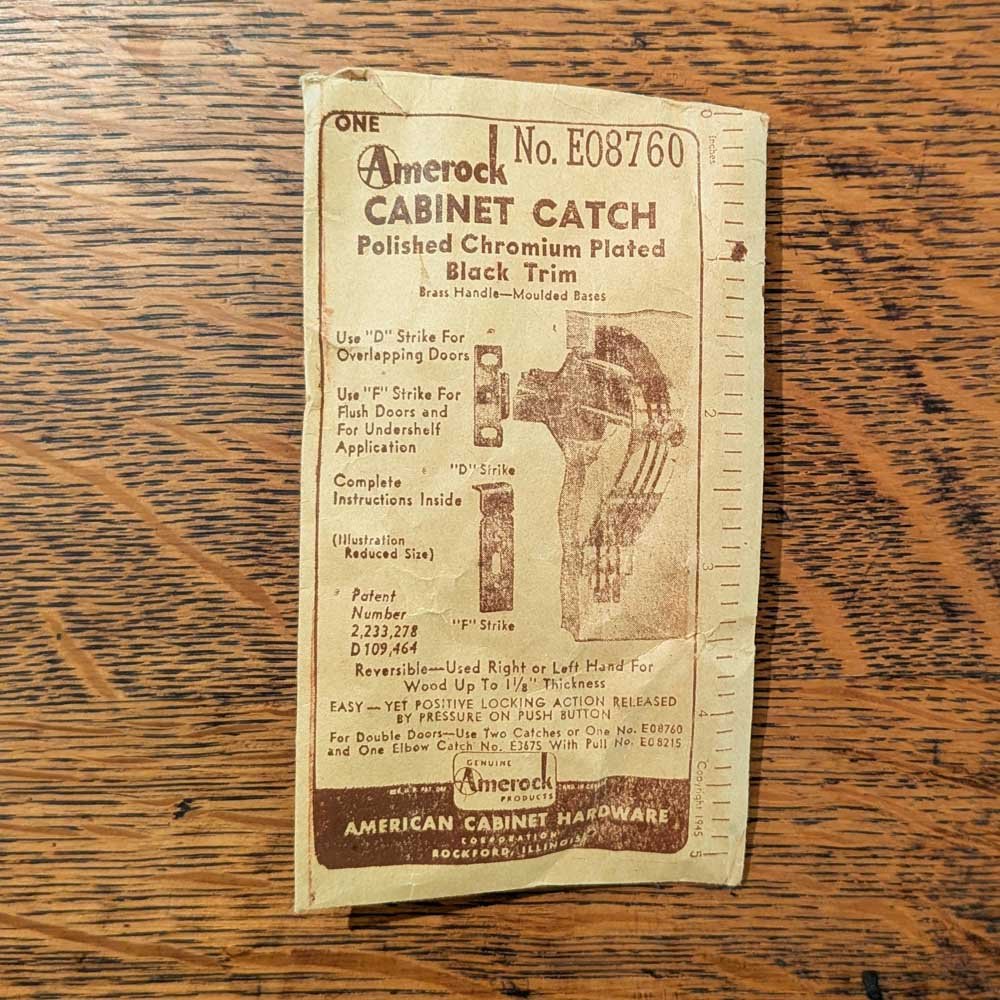 ONE
No. E08760
Amerock
CABINET CATCH
Polished Chromium Plated
Black Trim
Brass Handle—Moulded Bases
Use "D" Strike For
Overlapping Doors
Use "F" Strike For
Flush Doors and
For Undershelf
Application
"D" Strike
Complete
Instructions Inside
(Illustration
Reduced Size)
Patent
Number
2,233,278
D109,464
"F" Strike
Reversible—Used Right or Left Hand For
Wood Up To 1⅛" Thickness
EASY — YET POSITIVE LOCKING ACTION RELEASED
BY PRESSURE ON PUSH BUTTON
For Double Doors—Use Two Catches or One No. E08760
and One Elbow Catch No. E3675 With Pull No. E08215
GENUINE
Amerock
PRODUCTS
AMERICAN CABINET HARDWARE
CORPORATION
ROCKFORD, ILLINOIS
0 Inches
2
3
4
Copyright 1945
5